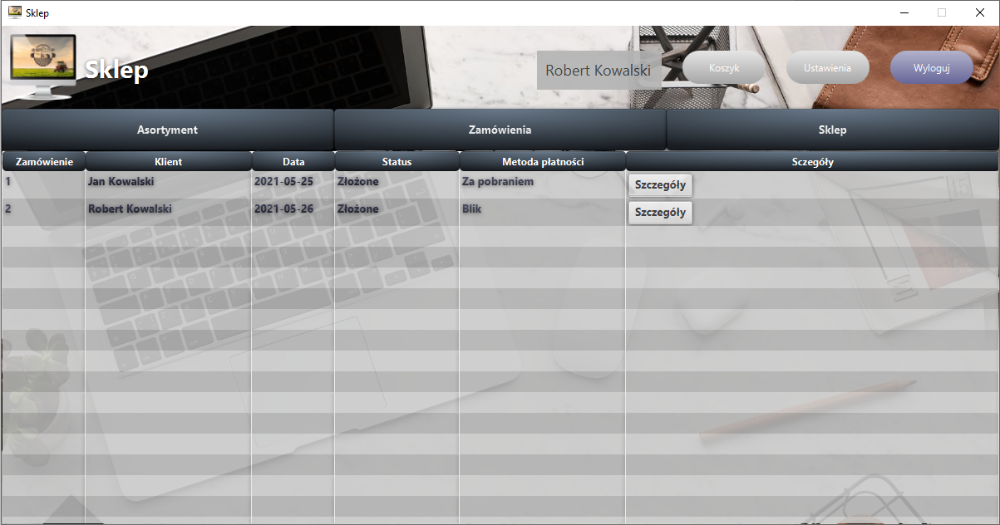 Sklep
Sklep
Robert Kowalski
Koszyk
Ustawienia
Wyloguj
Asortyment
Zamówienia
Sklep
Zamówienie Klient Data Status Metoda płatności Sczegóły
1 Jan Kowalski 2021-05-25 Złożone Za pobraniem Szczegóły
2 Robert Kowalski 2021-05-26 Złożone Blik Szczegóły